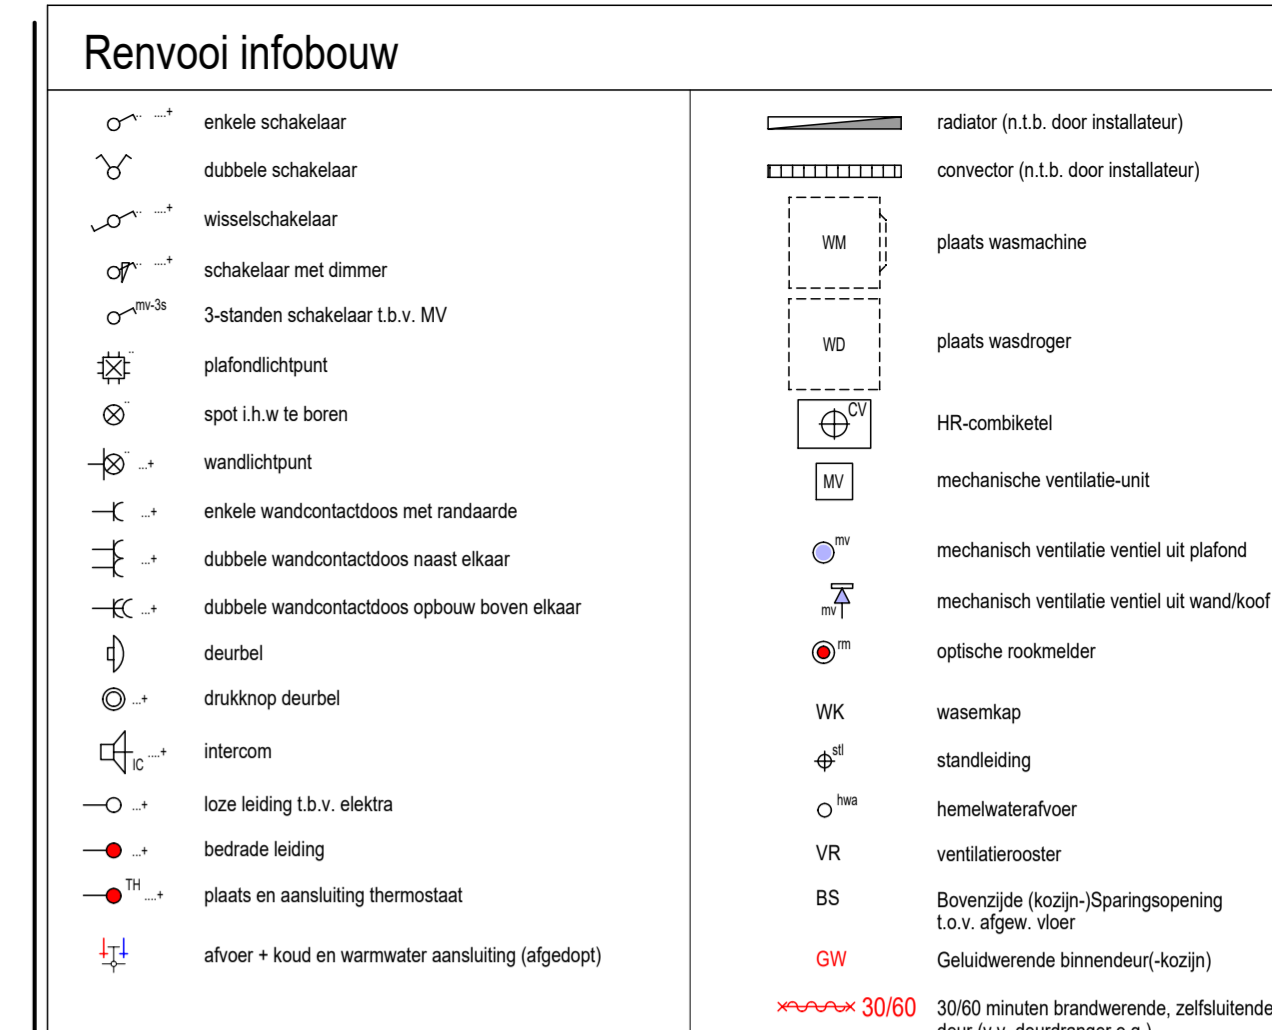 Renvooi infobouw
.. ....+ enkele schakelaar
dubbele schakelaar
.. ....+ wisselschakelaar
.. ....+ schakelaar met dimmer
mv-3s 3-standen schakelaar t.b.v. MV
.. plafondlichtpunt
.. spot i.h.w te boren
.. ...+ wandlichtpunt
...+ enkele wandcontactdoos met randaarde
...+ dubbele wandcontactdoos naast elkaar
...+ dubbele wandcontactdoos opbouw boven elkaar
deurbel
...+ drukknop deurbel
IC ....+ intercom
...+ loze leiding t.b.v. elektra
...+ bedrade leiding
TH ....+ plaats en aansluiting thermostaat
afvoer + koud en warmwater aansluiting (afgedopt)
radiator (n.t.b. door installateur)
convector (n.t.b. door installateur)
WM plaats wasmachine
WD plaats wasdroger
CV HR-combiketel
MV mechanische ventilatie-unit
mv mechanisch ventilatie ventiel uit plafond
mv mechanisch ventilatie ventiel uit wand/koof
rm optische rookmelder
WK wasemkap
stl standleiding
hwa hemelwaterafvoer
VR ventilatierooster
BS Bovenzijde (kozijn-)Sparingsopening
t.o.v. afgew. vloer
GW Geluidwerende binnendeur(-kozijn)
30/60 30/60 minuten brandwerende, zelfsluitende
deur (v.v. deurdranger o.g.)